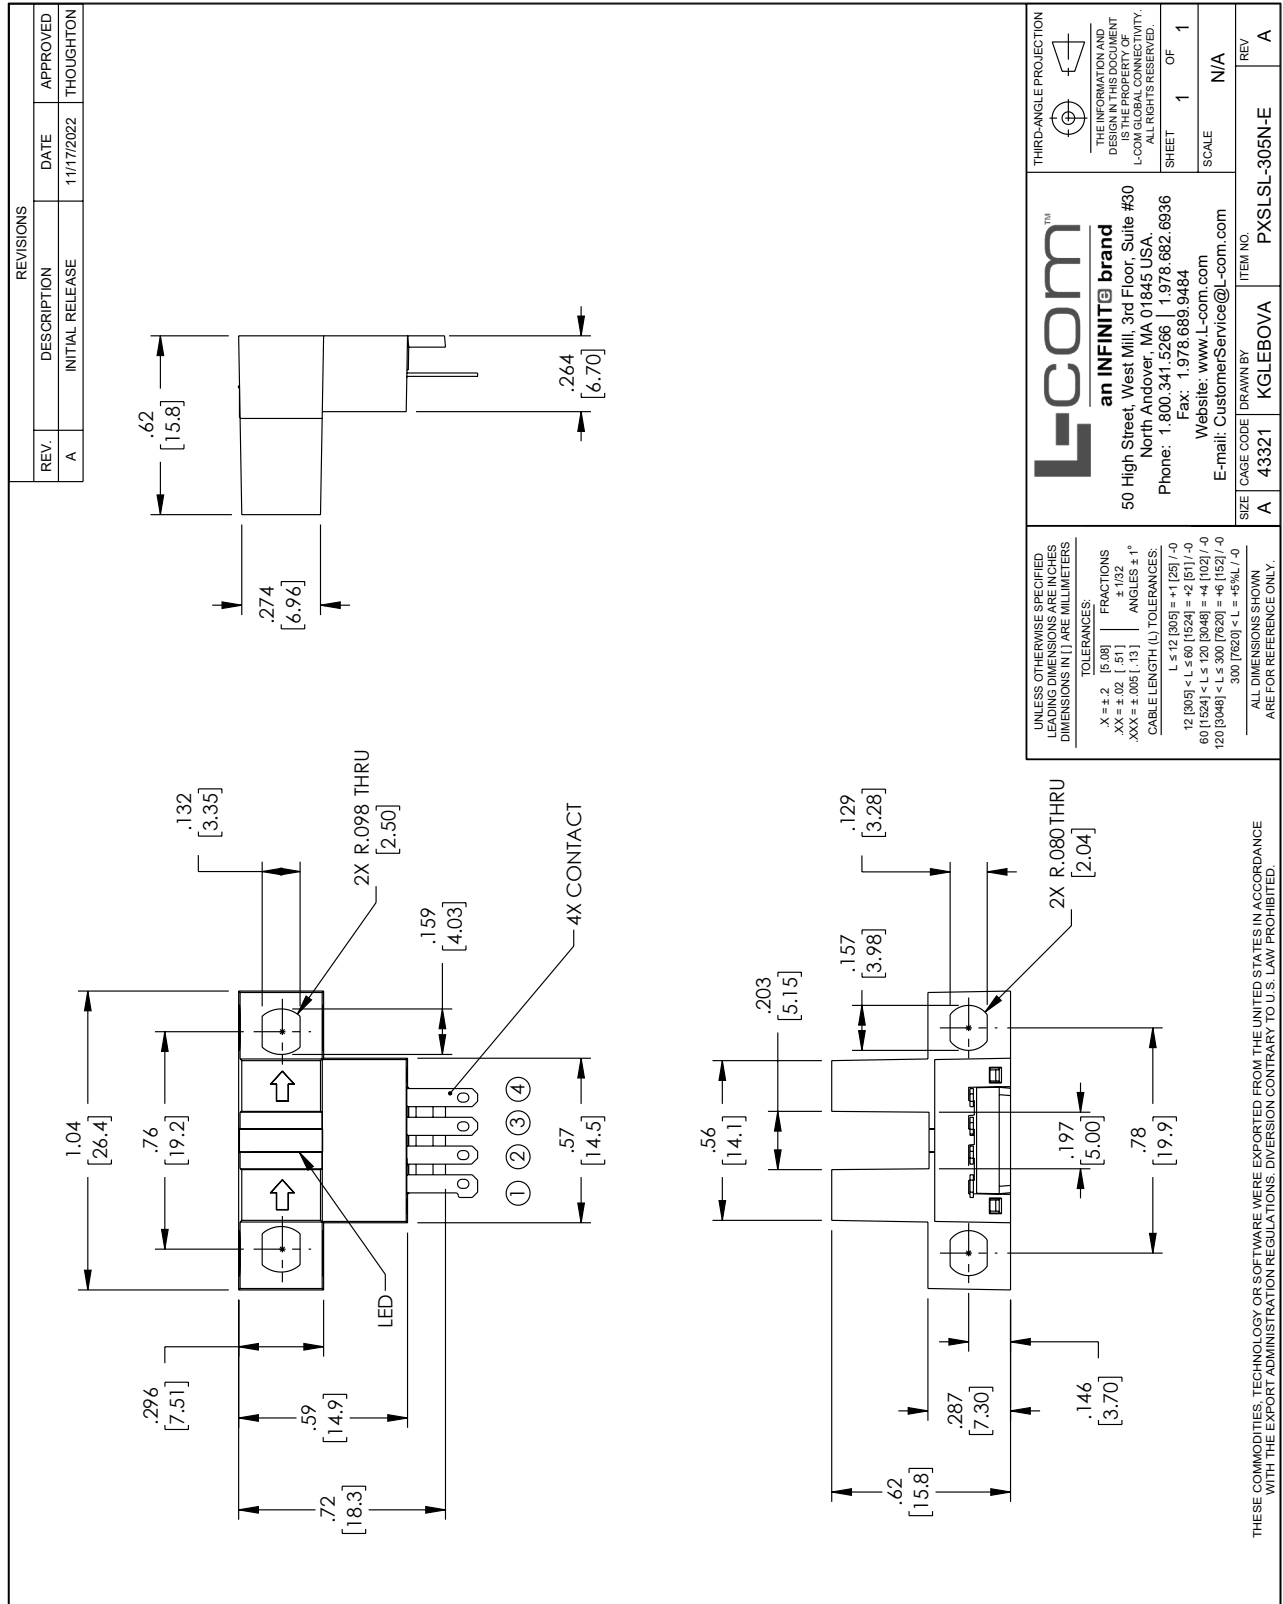 REVISIONS
REV. DESCRIPTION DATE APPROVED
A INITIAL RELEASE 11/17/2022 THOUGHTON
1.04
[26.4]
.76
[19.2]
.132
[3.35]
2X R.098 THRU
[2.50]
.159
[4.03]
4X CONTACT
.296
[7.51]
.59
[14.9]
.72
[18.3]
LED
1 2 3 4
.57
[14.5]
.62
[15.8]
.274
[6.96]
.264
[6.70]
.56
[14.1]
.203
[5.15]
.157
[3.98]
.129
[3.28]
2X R.080 THRU
[2.04]
.62
[15.8]
.287
[7.30]
.146
[3.70]
.197
[5.00]
.78
[19.9]
UNLESS OTHERWISE SPECIFIED
LEADING DIMENSIONS ARE INCHES
DIMENSIONS IN [ ] ARE MILLIMETERS
TOLERANCES:
.X = ± .2 [5.08] FRACTIONS
.XX = ± .02 [ .51 ] ± 1/32
.XXX = ± .005 [ .13 ] ANGLES ± 1°
CABLE LENGTH (L) TOLERANCES:
L ≤ 12 [305] = +1 [25] / -0
12 [305] < L ≤ 60 [1524] = +2 [51] / -0
60 [1524] < L ≤ 120 [3048] = +4 [102] / -0
120 [3048] < L ≤ 300 [7620] = +6 [152] / -0
300 [7620] < L = +5%L / -0
ALL DIMENSIONS SHOWN
ARE FOR REFERENCE ONLY.
L-com™
an INFINITe brand
50 High Street, West Mill, 3rd Floor, Suite #30
North Andover, MA 01845 USA.
Phone: 1.800.341.5266 | 1.978.682.6936
Fax: 1.978.689.9484
Website: www.L-com.com
E-mail: CustomerService@L-com.com
THIRD-ANGLE PROJECTION
THE INFORMATION AND
DESIGN IN THIS DOCUMENT
IS THE PROPERTY OF
L-COM GLOBAL CONNECTIVITY.
ALL RIGHTS RESERVED.
SHEET 1 OF 1
SCALE N/A
SIZE CAGE CODE DRAWN BY ITEM NO. REV
A 43321 KGLEBOVA PXSLSL-305N-E A
THESE COMMODITIES, TECHNOLOGY OR SOFTWARE WERE EXPORTED FROM THE UNITED STATES IN ACCORDANCE
WITH THE EXPORT ADMINISTRATION REGULATIONS. DIVERSION CONTRARY TO U.S. LAW PROHIBITED.